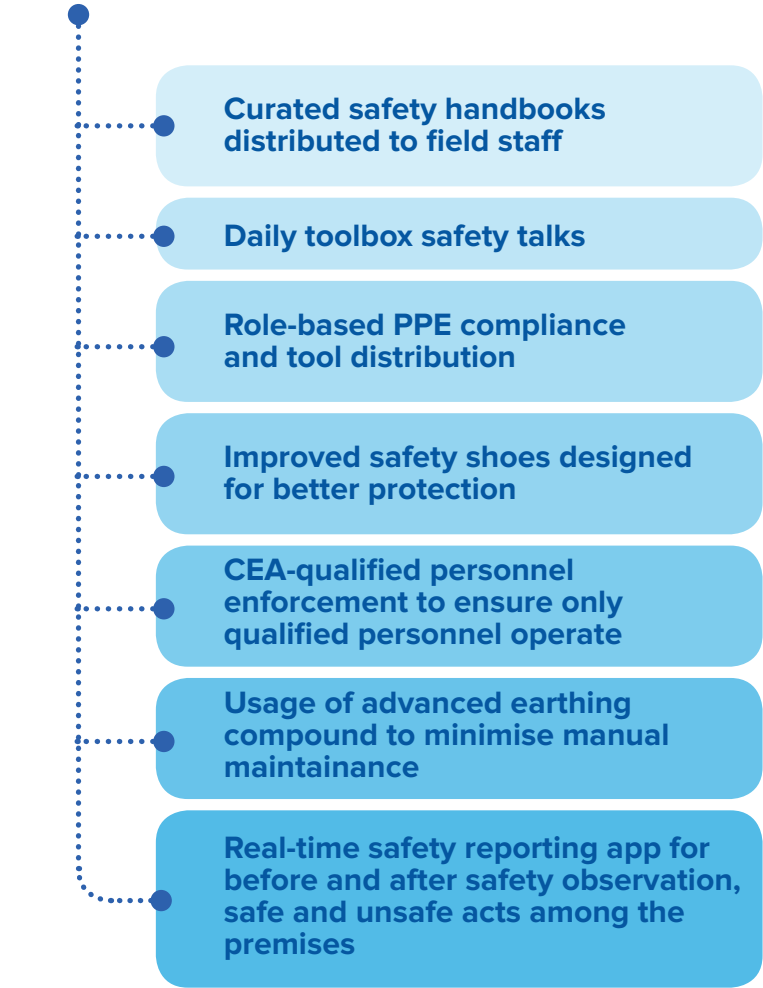 Curated safety handbooks
distributed to field staff
Daily toolbox safety talks
Role-based PPE compliance
and tool distribution
Improved safety shoes designed
for better protection
CEA-qualified personnel
enforcement to ensure only
qualified personnel operate
Usage of advanced earthing
compound to minimise manual
maintainance
Real-time safety reporting app for
before and after safety observation,
safe and unsafe acts among the
premises